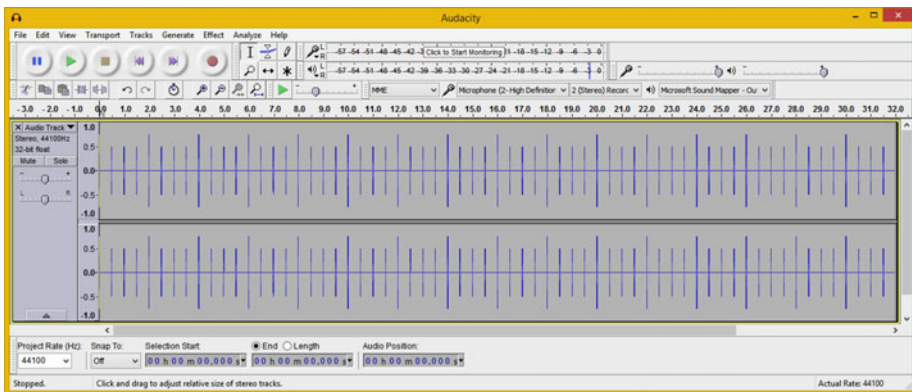 Audacity
File Edit View Transport Tracks Generate Effect Analyze Help
L R -57 -54 -51 -48 -45 -42 -3 Click to Start Monitoring -18 -15 -12 -9 -6 -3 0
L R -57 -54 -51 -48 -45 -42 -39 -36 -33 -30 -27 -24 -21 -18 -15 -12 -9 -6 -3 0
MME Microphone (2- High Definitior 2 (Stereo) Recorc Microsoft Sound Mapper - Ou
-3.0 -2.0 -1.0 0.0 1.0 2.0 3.0 4.0 5.0 6.0 7.0 8.0 9.0 10.0 11.0 12.0 13.0 14.0 15.0 16.0 17.0 18.0 19.0 20.0 21.0 22.0 23.0 24.0 25.0 26.0 27.0 28.0 29.0 30.0 31.0 32.0
X Audio Track 1.0
Stereo, 44100Hz
32-bit float 0.5
Mute Solo
- + 0.0
L R -0.5
-1.0
1.0
0.5
0.0
-0.5
-1.0
Project Rate (Hz): Snap To: Selection Start: End Length Audio Position:
44100 Off 00 h 00 m 00.000 s 00 h 00 m 00.000 s 00 h 00 m 00.000 s
Stopped. Click and drag to adjust relative size of stereo tracks. Actual Rate: 44100